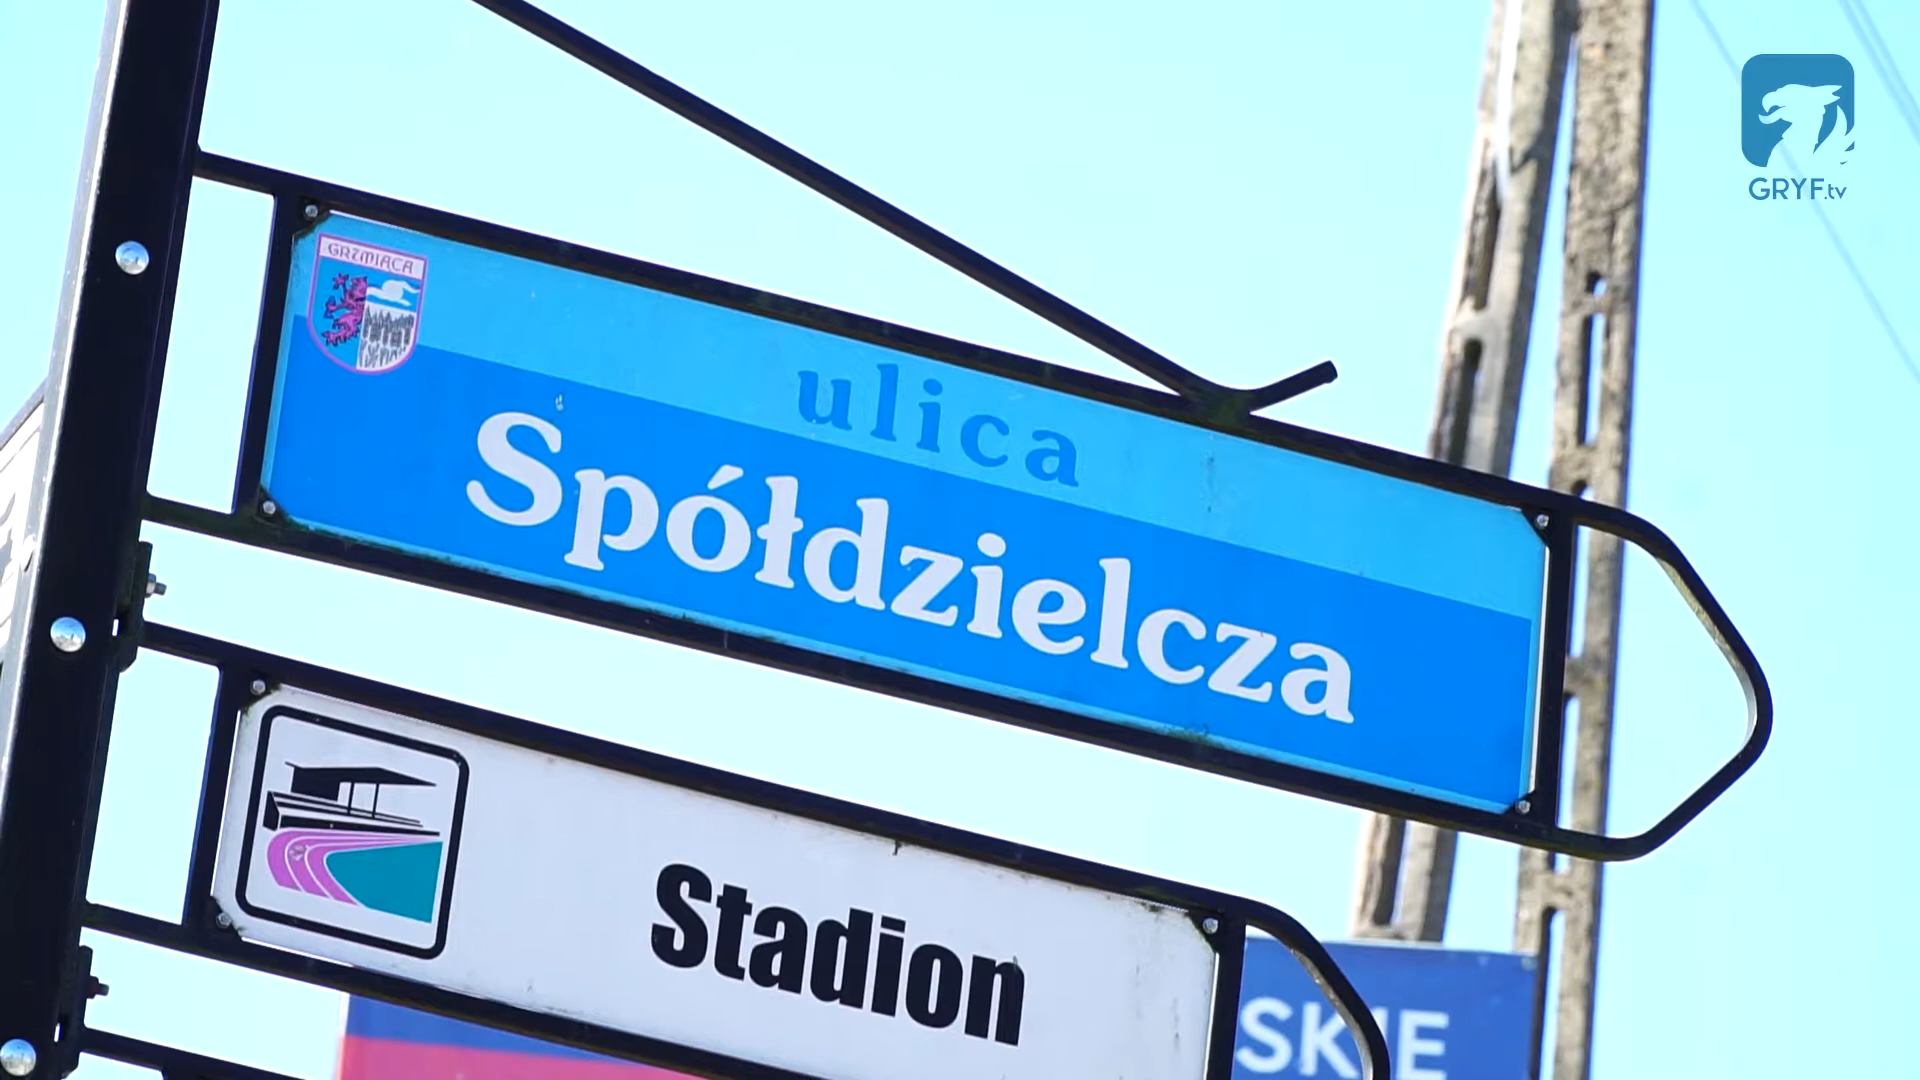 GRYF.tv
GRZMIĄCA
ulica
Spółdzielcza
Stadion
SKIE